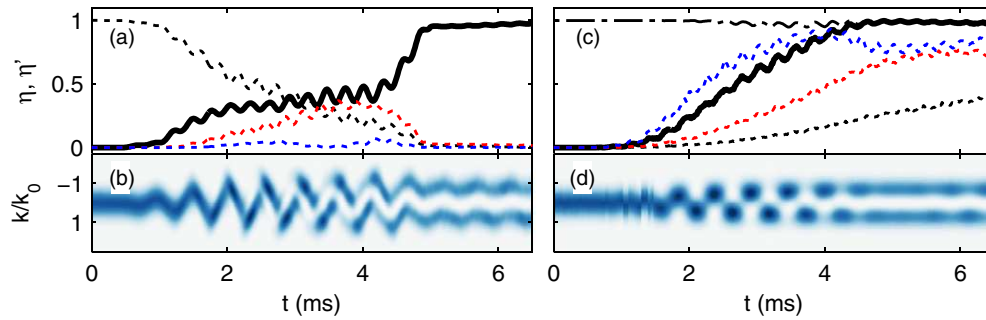 1
0.5
0
η, η'
(a)
(c)
-1
1
k/k₀
(b)
(d)
0 2 4 6
0 2 4 6
t (ms)
t (ms)